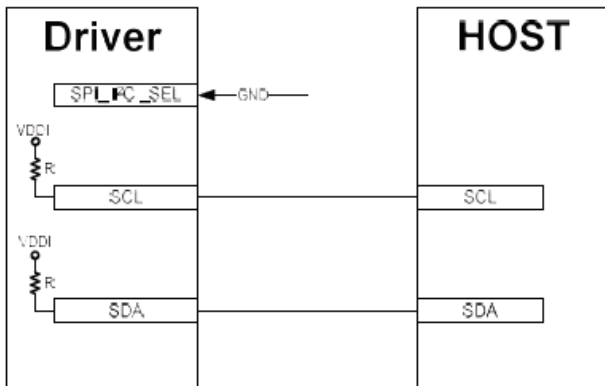 Driver
HOST
SPI_I²C_SEL
GND
VDDI
R
SCL
SCL
VDDI
R
SDA
SDA